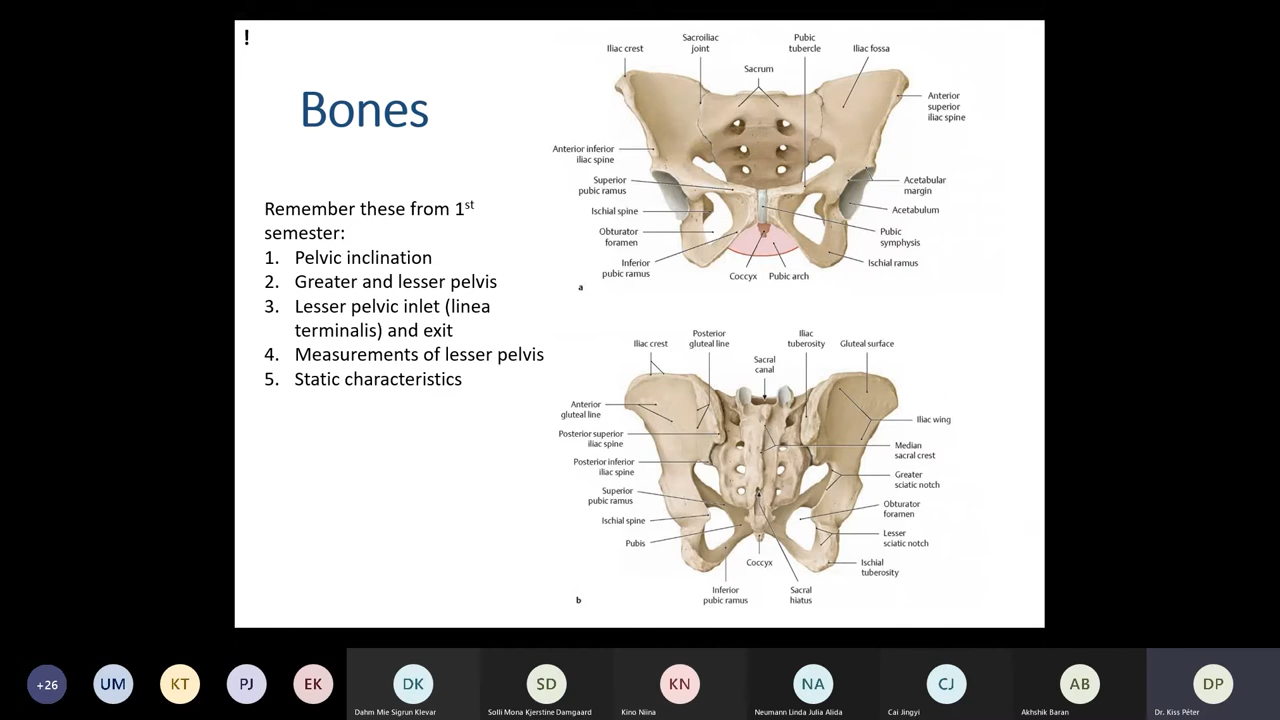 !
Bones
Remember these from 1st
semester:
1. Pelvic inclination
2. Greater and lesser pelvis
3. Lesser pelvic inlet (linea
terminalis) and exit
4. Measurements of lesser pelvis
5. Static characteristics
Iliac crest
Sacroiliac
joint
Sacrum
Pubic
tubercle
Iliac fossa
Anterior
superior
iliac spine
Anterior inferior
iliac spine
Superior
pubic ramus
Ischial spine
Obturator
foramen
Inferior
pubic ramus
Acetabular
margin
Acetabulum
Pubic
symphysis
Ischial ramus
Coccyx
Pubic arch
a
Iliac crest
Posterior
gluteal line
Sacral
canal
Iliac
tuberosity
Gluteal surface
Anterior
gluteal line
Posterior superior
iliac spine
Posterior inferior
iliac spine
Superior
pubic ramus
Ischial spine
Pubis
Iliac wing
Median
sacral crest
Greater
sciatic notch
Obturator
foramen
Lesser
sciatic notch
Ischial
tuberosity
Coccyx
Inferior
pubic ramus
Sacral
hiatus
b
+26
UM
KT
PJ
EK
DK
SD
KN
NA
CJ
AB
DP
Dahm Mie Sigrun Klevar
Solli Mona Kjerstine Damgaard
Kino Niina
Neumann Linda Julia Alida
Cai Jingyi
Akhshik Baran
Dr. Kiss Péter